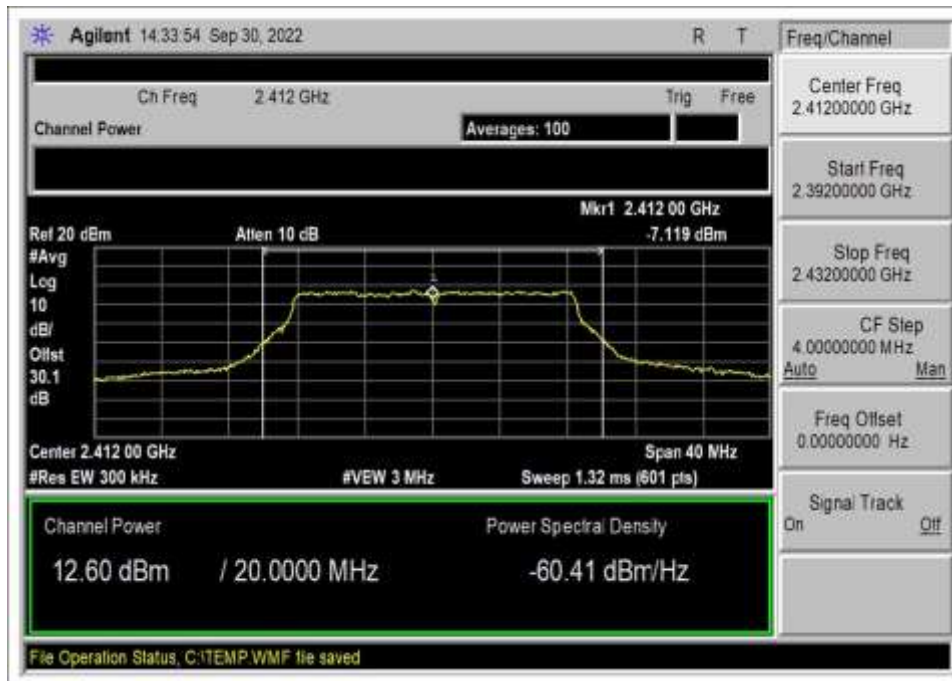 Agilent 14:33:54 Sep 30, 2022 R T
Ch Freq 2.412 GHz Trig Free
Channel Power Averages: 100
Mkr1 2.412 00 GHz
Ref 20 dBm Atten 10 dB -7.119 dBm
#Avg
Log
10
dB/
Offst
30.1
dB
1
Center 2.412 00 GHz Span 40 MHz
#Res BW 300 kHz #VBW 3 MHz Sweep 1.32 ms (601 pts)
Channel Power Power Spectral Density
12.60 dBm / 20.0000 MHz -60.41 dBm/Hz
File Operation Status, C:\TEMP.WMF file saved
Freq/Channel
Center Freq
2.41200000 GHz
Start Freq
2.39200000 GHz
Stop Freq
2.43200000 GHz
CF Step
4.00000000 MHz
Auto Man
Freq Offset
0.00000000 Hz
Signal Track
On Off